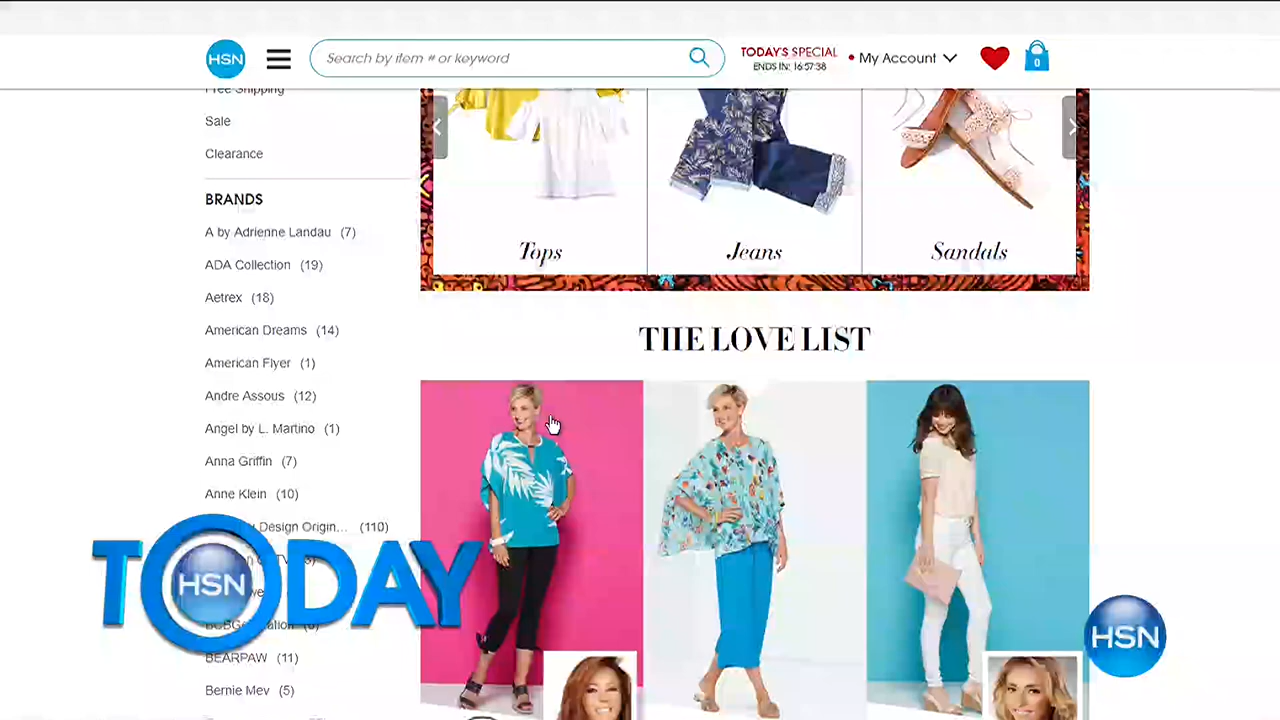 HSN
Search by item # or keyword
TODAY'S SPECIAL
ENDS IN: 16:57:38
My Account
0
Free Shipping
Sale
Clearance
BRANDS
A by Adrienne Landau (7)
ADA Collection (19)
Aetrex (18)
American Dreams (14)
American Flyer (1)
Andre Assous (12)
Angel by L. Martino (1)
Anna Griffin (7)
Anne Klein (10)
Design Origin... (110)
BEARPAW (11)
Bernie Mev (5)
Tops
Jeans
Sandals
THE LOVE LIST
TODAY
HSN
HSN